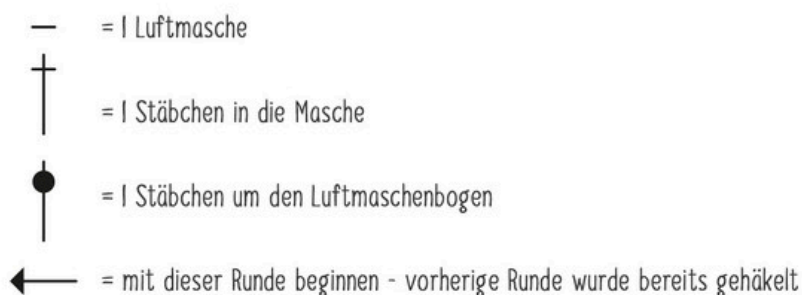 = 1 Luftmasche
= 1 Stäbchen in die Masche
= 1 Stäbchen um den Luftmaschenbogen
= mit dieser Runde beginnen - vorherige Runde wurde bereits gehäkelt